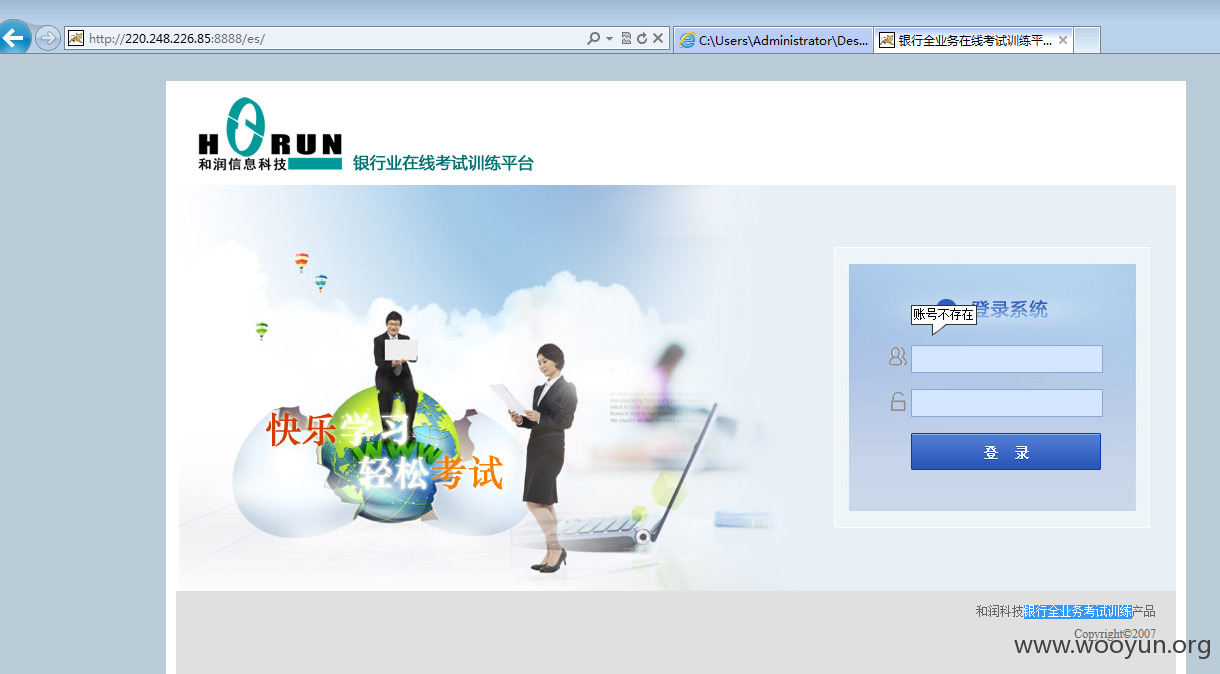 http://220.248.226.85:8888/es/
C:\Users\Administrator\Des...
银行全业务在线考试训练平...
HORUN
和润信息科技
银行业在线考试训练平台
登录系统
账号不存在
快乐学习
www
轻松考试
登 录
和润科技银行全业务考试训练产品
Copyright©2007
www.wooyun.org